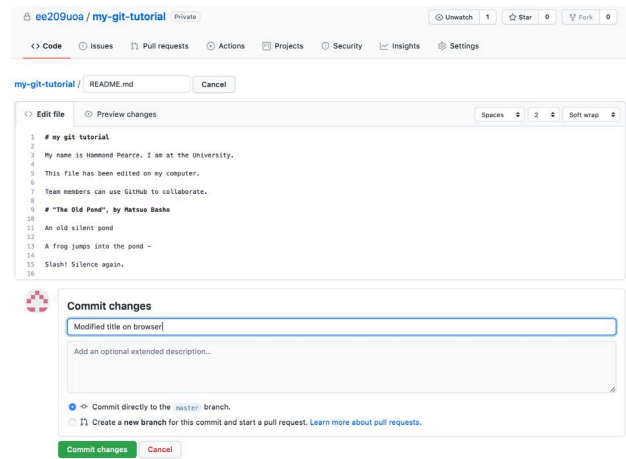 ee209uoa / my-git-tutorial Private Unwatch 1 Star 0 Fork 0
<> Code Issues Pull requests Actions Projects Security Insights Settings
my-git-tutorial / README.md Cancel
<> Edit file Preview changes Spaces 2 Soft wrap
1 # my git tutorial
2
3 My name is Hammond Pearce. I am at the University.
4
5 This file has been edited on my computer.
6
7 Team members can use GitHub to collaborate.
8
9 # "The Old Pond", by Matsuo Basho
10
11 An old silent pond
12
13 A frog jumps into the pond –
14
15 Slash! Silence again.
16
Commit changes
Modified title on browser
Add an optional extended description...
Commit directly to the master branch.
Create a new branch for this commit and start a pull request. Learn more about pull requests.
Commit changes Cancel